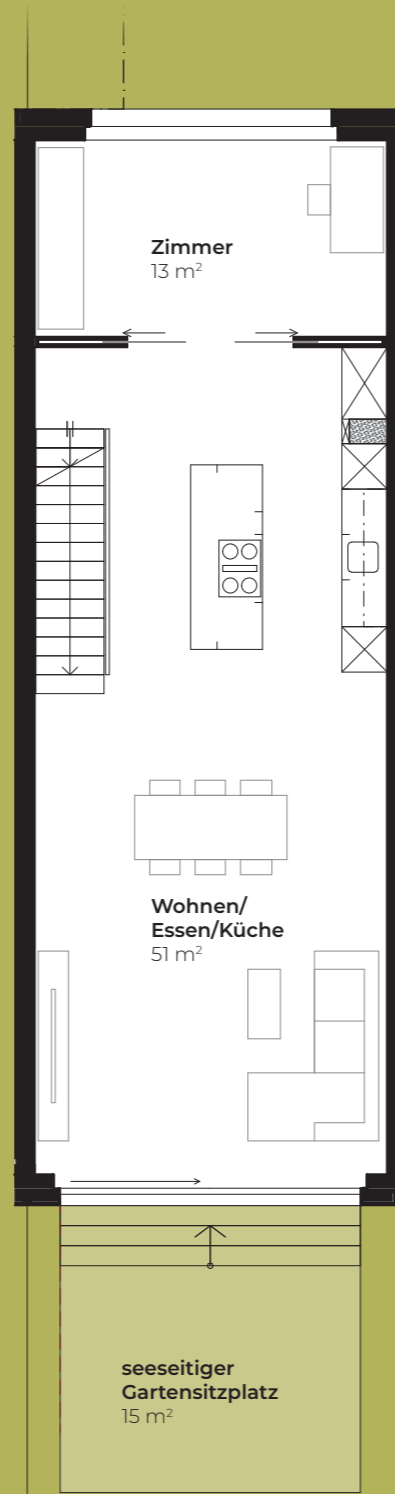 Zimmer
13 m²
Wohnen/
Essen/Küche
51 m²
seeseitiger
Gartensitzplatz
15 m²